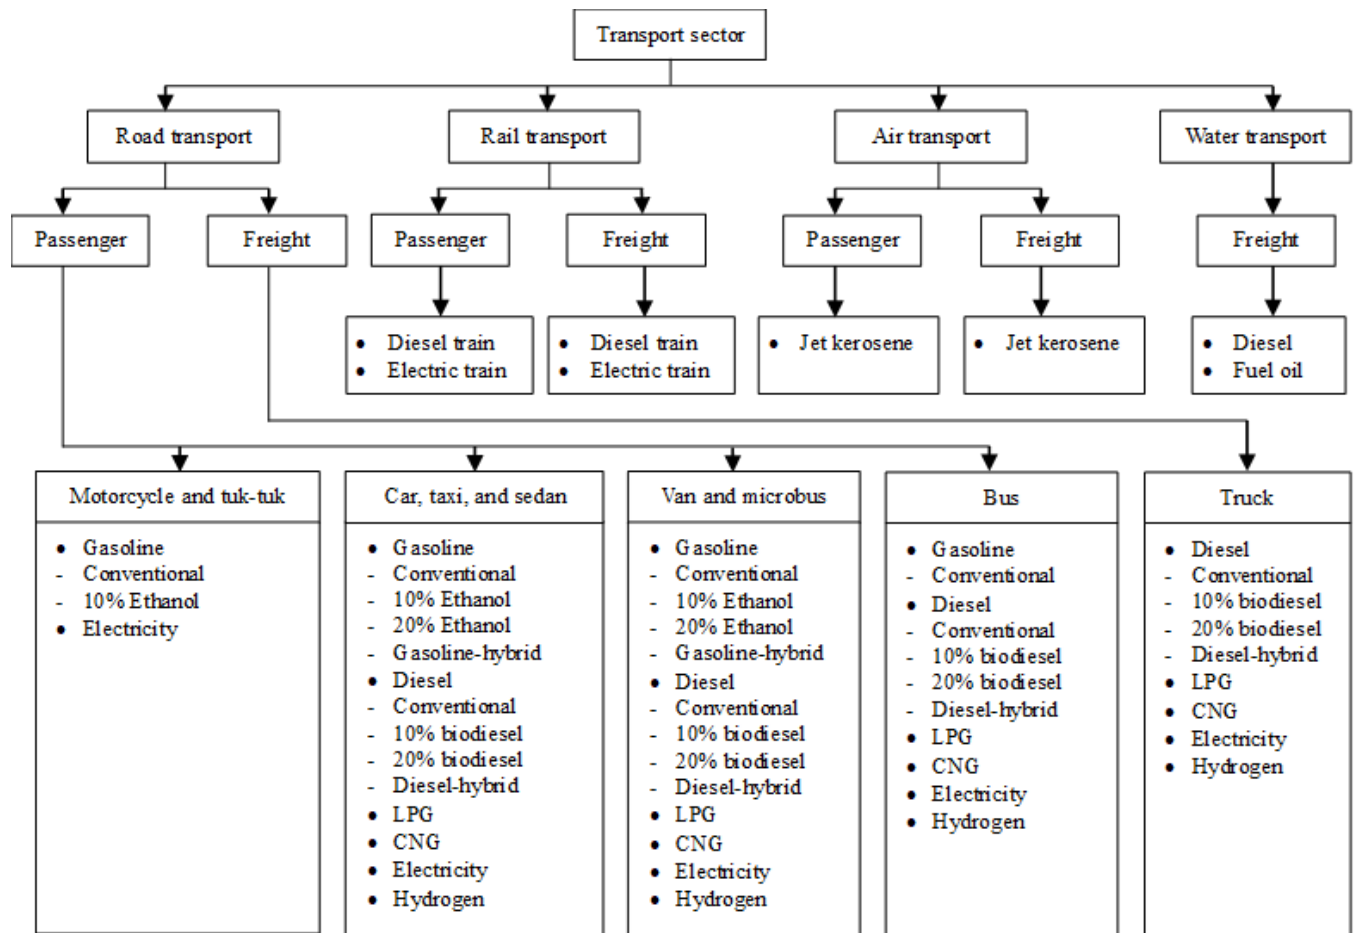 Transport sector
Road transport
Rail transport
Air transport
Water transport
Passenger
Freight
Passenger
Freight
Passenger
Freight
Freight
• Diesel train
• Electric train
• Diesel train
• Electric train
• Jet kerosene
• Jet kerosene
• Diesel
• Fuel oil
Motorcycle and tuk-tuk
• Gasoline
- Conventional
- 10% Ethanol
• Electricity
Car, taxi, and sedan
• Gasoline
- Conventional
- 10% Ethanol
- 20% Ethanol
- Gasoline-hybrid
• Diesel
- Conventional
- 10% biodiesel
- 20% biodiesel
- Diesel-hybrid
• LPG
• CNG
• Electricity
• Hydrogen
Van and microbus
• Gasoline
- Conventional
- 10% Ethanol
- 20% Ethanol
- Gasoline-hybrid
• Diesel
- Conventional
- 10% biodiesel
- 20% biodiesel
- Diesel-hybrid
• LPG
• CNG
• Electricity
• Hydrogen
Bus
• Gasoline
- Conventional
• Diesel
- Conventional
- 10% biodiesel
- 20% biodiesel
- Diesel-hybrid
• LPG
• CNG
• Electricity
• Hydrogen
Truck
• Diesel
- Conventional
- 10% biodiesel
- 20% biodiesel
- Diesel-hybrid
• LPG
• CNG
• Electricity
• Hydrogen